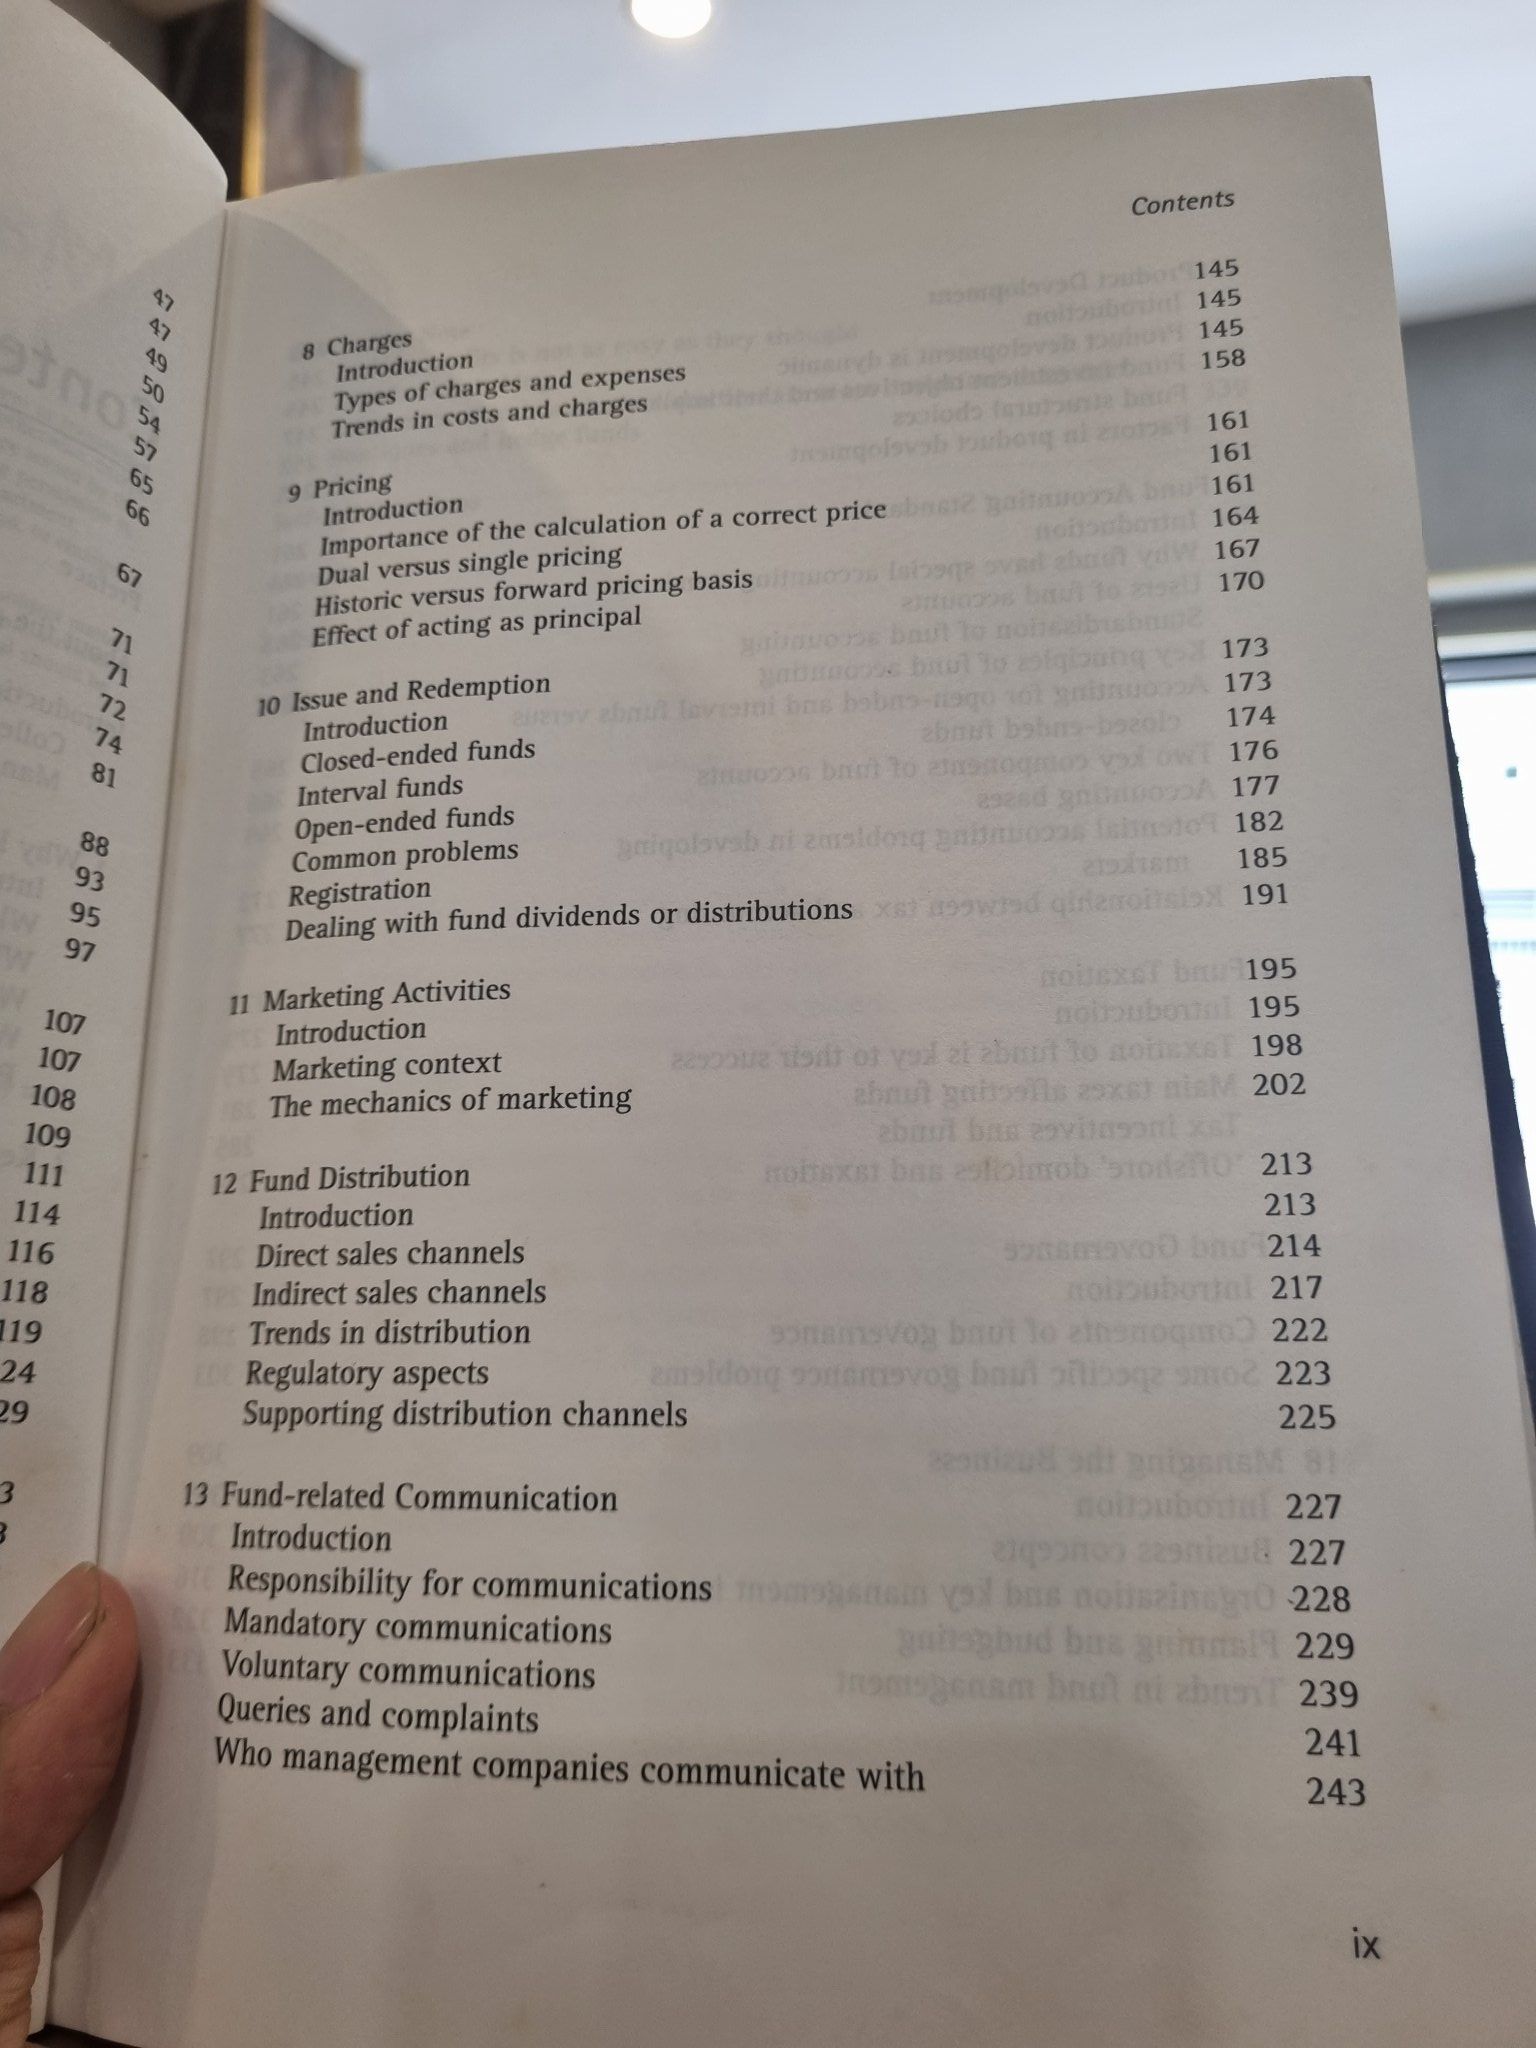 47
47
49
50
54
57
65
66
67
71
71
72
74
81
88
93
95
97
107
107
108
109
111
114
116
118
119
24
29
3
Contents
8 Charges 145
Introduction 145
Types of charges and expenses 145
Trends in costs and charges 158
9 Pricing 161
Introduction 161
Importance of the calculation of a correct price 161
Dual versus single pricing 164
Historic versus forward pricing basis 167
Effect of acting as principal 170
10 Issue and Redemption 173
Introduction 173
Closed-ended funds 174
Interval funds 176
Open-ended funds 177
Common problems 182
Registration 185
Dealing with fund dividends or distributions 191
11 Marketing Activities 195
Introduction 195
Marketing context 198
The mechanics of marketing 202
12 Fund Distribution 213
Introduction 213
Direct sales channels 214
Indirect sales channels 217
Trends in distribution 222
Regulatory aspects 223
Supporting distribution channels 225
13 Fund-related Communication 227
Introduction 227
Responsibility for communications 228
Mandatory communications 229
Voluntary communications 239
Queries and complaints 241
Who management companies communicate with 243
ix